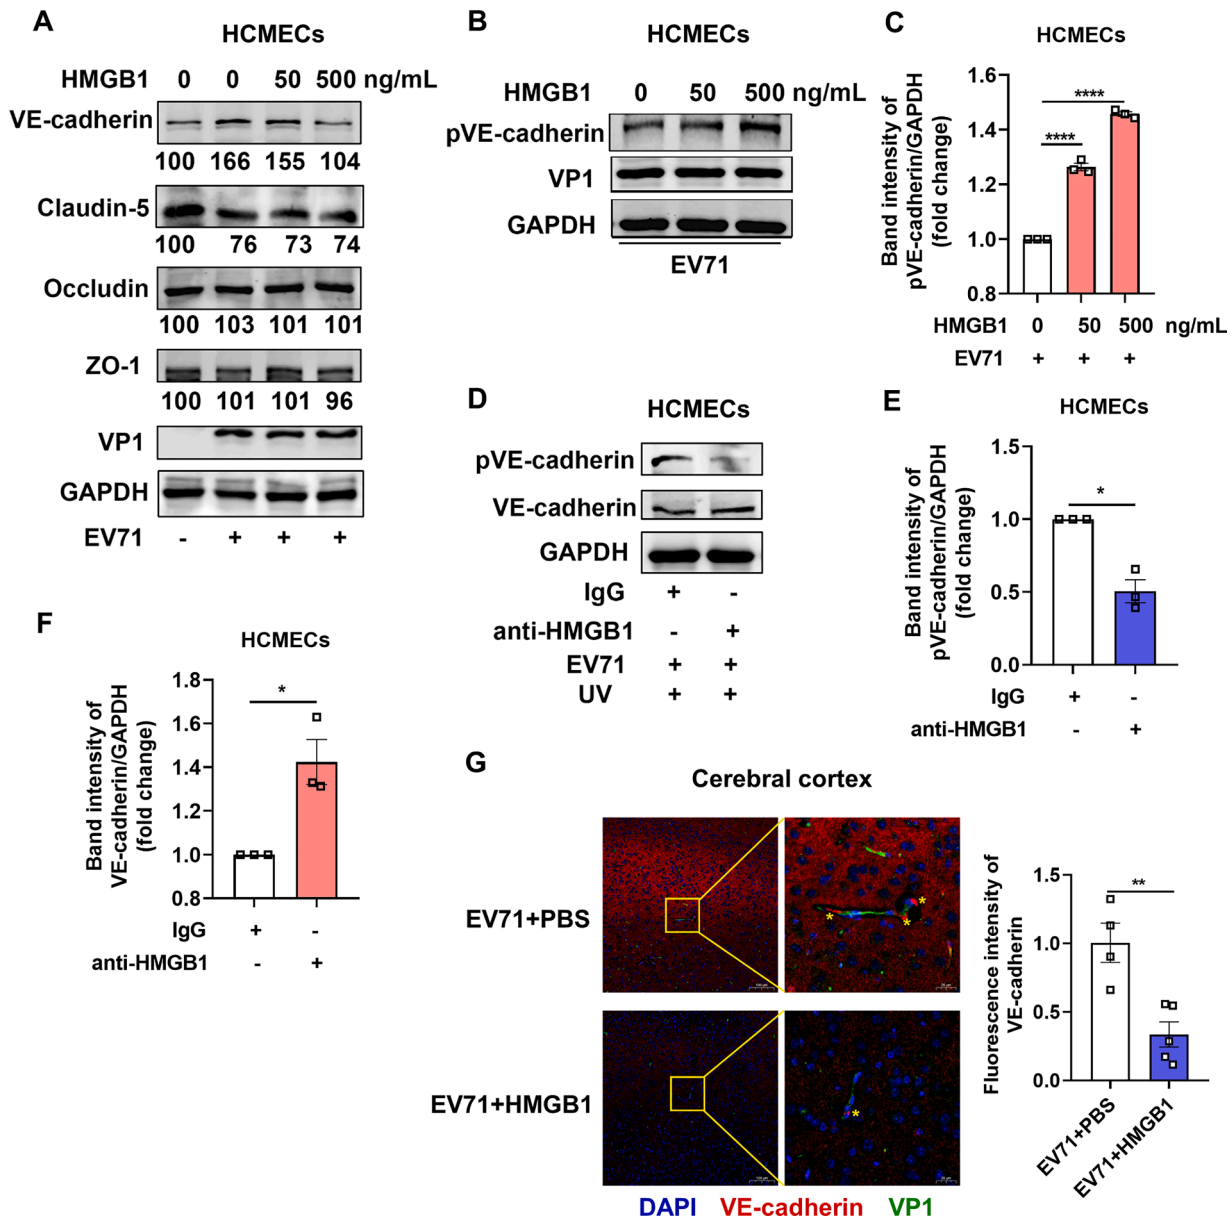 A
HCMECs
HMGB1 0 0 50 500 ng/mL
VE-cadherin
100 166 155 104
Claudin-5
100 76 73 74
Occludin
100 103 101 101
ZO-1
100 101 101 96
VP1
GAPDH
EV71 - + + +
B
HCMECs
HMGB1 0 50 500 ng/mL
pVE-cadherin
VP1
GAPDH
EV71
C
HCMECs
Band intensity of
pVE-cadherin/GAPDH
(fold change)
1.6
1.4
1.2
1.0
0.8
****
****
HMGB1 0 50 500 ng/mL
EV71 + + +
D
HCMECs
pVE-cadherin
VE-cadherin
GAPDH
IgG + -
anti-HMGB1 - +
EV71 + +
UV + +
E
HCMECs
Band intensity of
pVE-cadherin/GAPDH
(fold change)
1.5
1.0
0.5
0.0
*
IgG + -
anti-HMGB1 - +
F
HCMECs
Band intensity of
VE-cadherin/GAPDH
(fold change)
1.8
1.6
1.4
1.2
1.0
0.8
*
IgG + -
anti-HMGB1 - +
G
Cerebral cortex
EV71+PBS
* * *
EV71+HMGB1
*
DAPI VE-cadherin VP1
Fluorescence intensity of
VE-cadherin
1.5
1.0
0.5
0.0
**
EV71+PBS
EV71+HMGB1